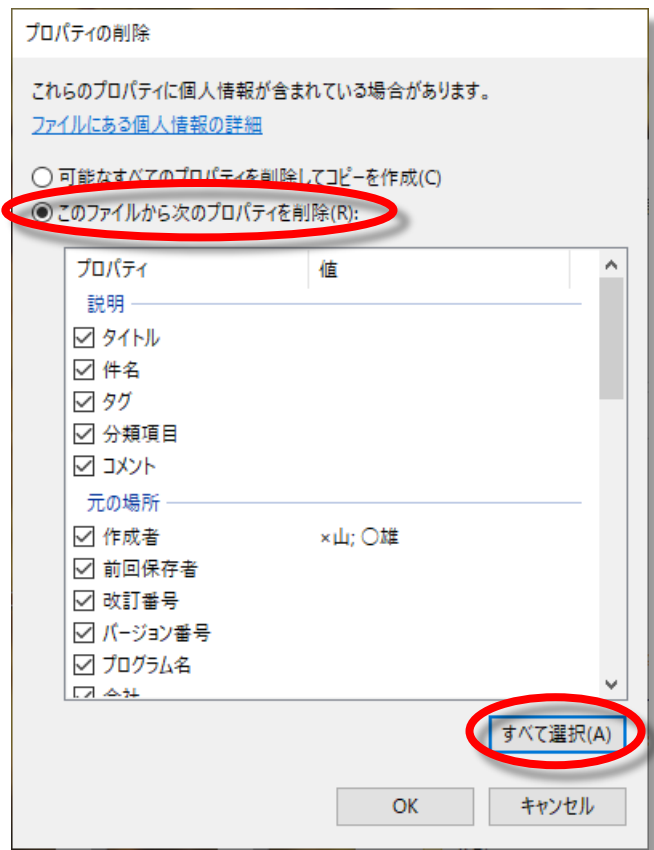 プロパティの削除
これらのプロパティに個人情報が含まれている場合があります。
ファイルにある個人情報の詳細
可能なすべてのプロパティを削除してコピーを作成(C)
このファイルから次のプロパティを削除(R):
プロパティ 値
説明
タイトル
件名
タグ
分類項目
コメント
元の場所
作成者 ×山; 〇雄
前回保存者
改訂番号
バージョン番号
プログラム名
会社
すべて選択(A)
OK キャンセル